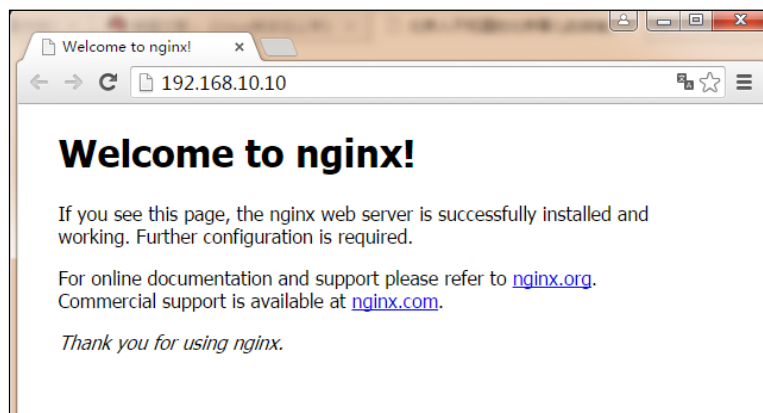 Welcome to nginx!
192.168.10.10
Welcome to nginx!
If you see this page, the nginx web server is successfully installed and
working. Further configuration is required.
For online documentation and support please refer to nginx.org.
Commercial support is available at nginx.com.
Thank you for using nginx.